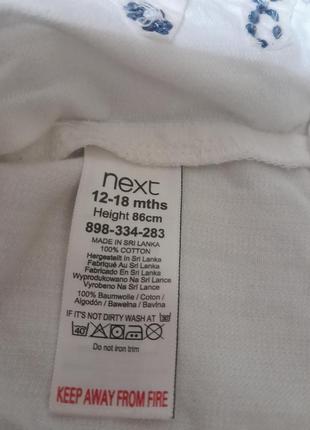 next
12-18 mths
Height 86cm
898-334-283
MADE IN SRI LANKA
100% COTTON
Hergestellt In Sri Lanka
Fabriqué Au Sri Lanka
Fabricado En Sri Lanka
Wyprodukowano Na Sri Lance
Vyrobeno Na Sri Lance
100% Baumwolle / Coton /
Algodón / Bawełna / Bavlna
IF IT'S NOT DIRTY WASH AT 30°
40°
Do not iron trim
KEEP AWAY FROM FIRE